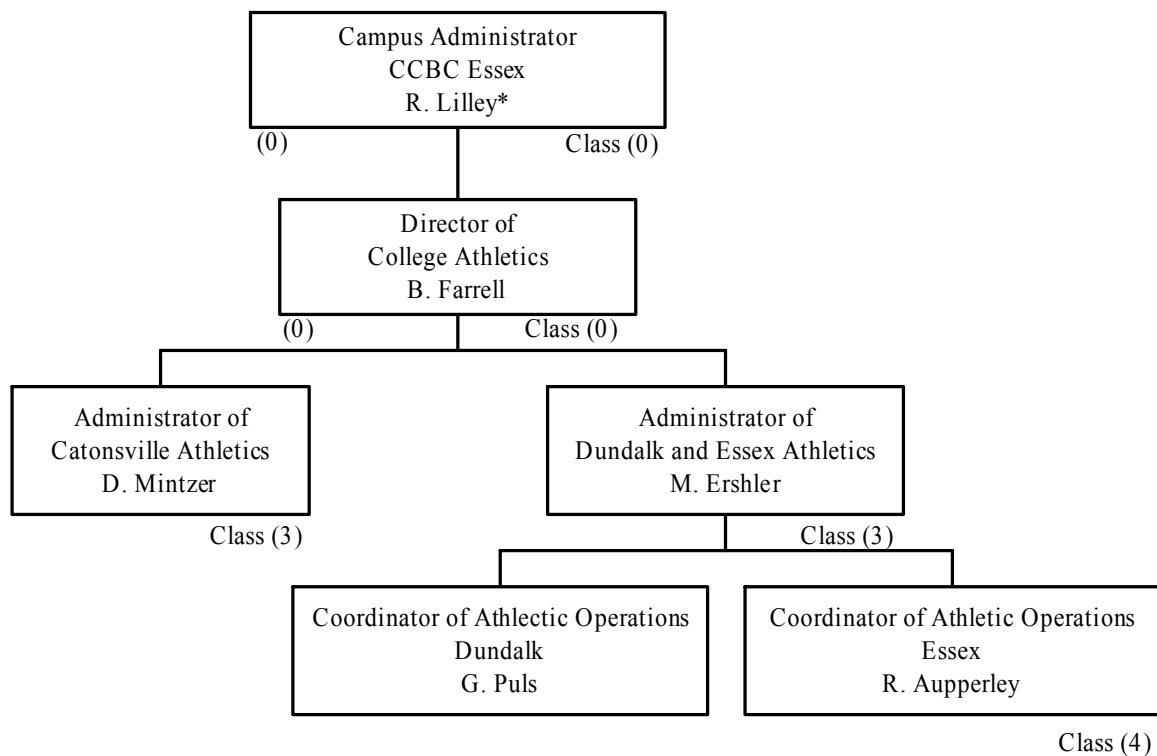 Campus Administrator
CCBC Essex
R. Lilley*
(0) Class (0)
Director of
College Athletics
B. Farrell
(0) Class (0)
Administrator of
Catonsville Athletics
D. Mintzer
Class (3)
Administrator of
Dundalk and Essex Athletics
M. Ershler
Class (3)
Coordinator of Athlectic Operations
Dundalk
G. Puls
Coordinator of Athletic Operations
Essex
R. Aupperley
Class (4)